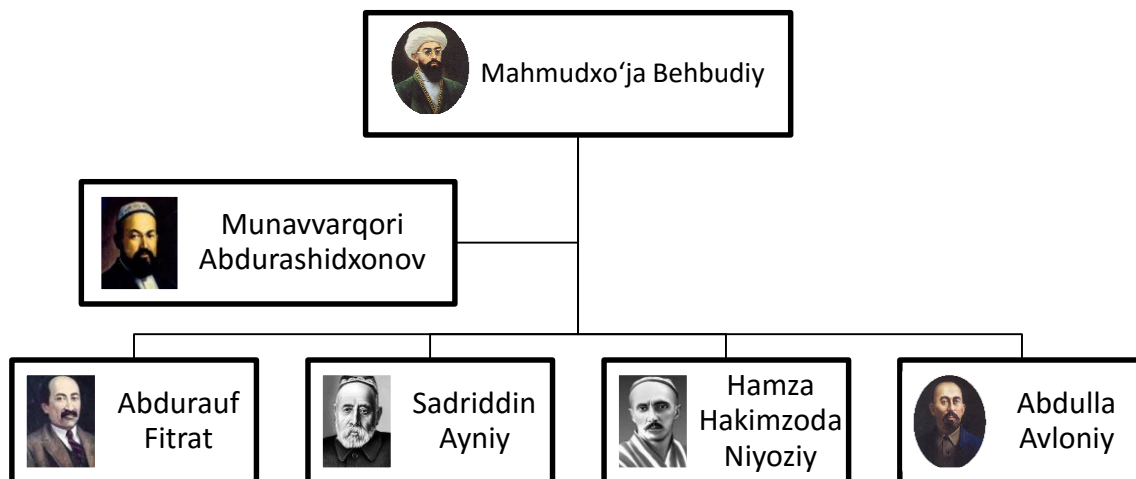 Mahmudxo‘ja Behbudiy
Munavvarqori
Abdurashidxonov
Abdurauf
Fitrat
Sadriddin
Ayniy
Hamza
Hakimzoda
Niyoziy
Abdulla
Avloniy